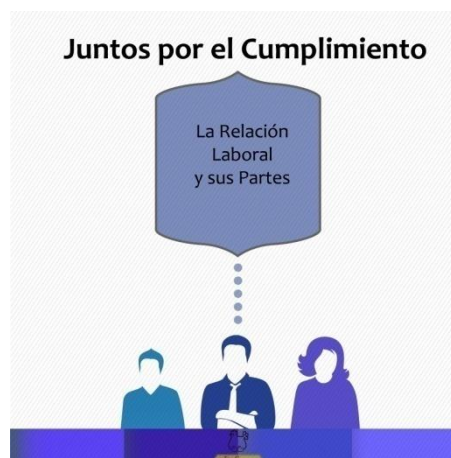 Juntos por el Cumplimiento
La Relación
Laboral
y sus Partes